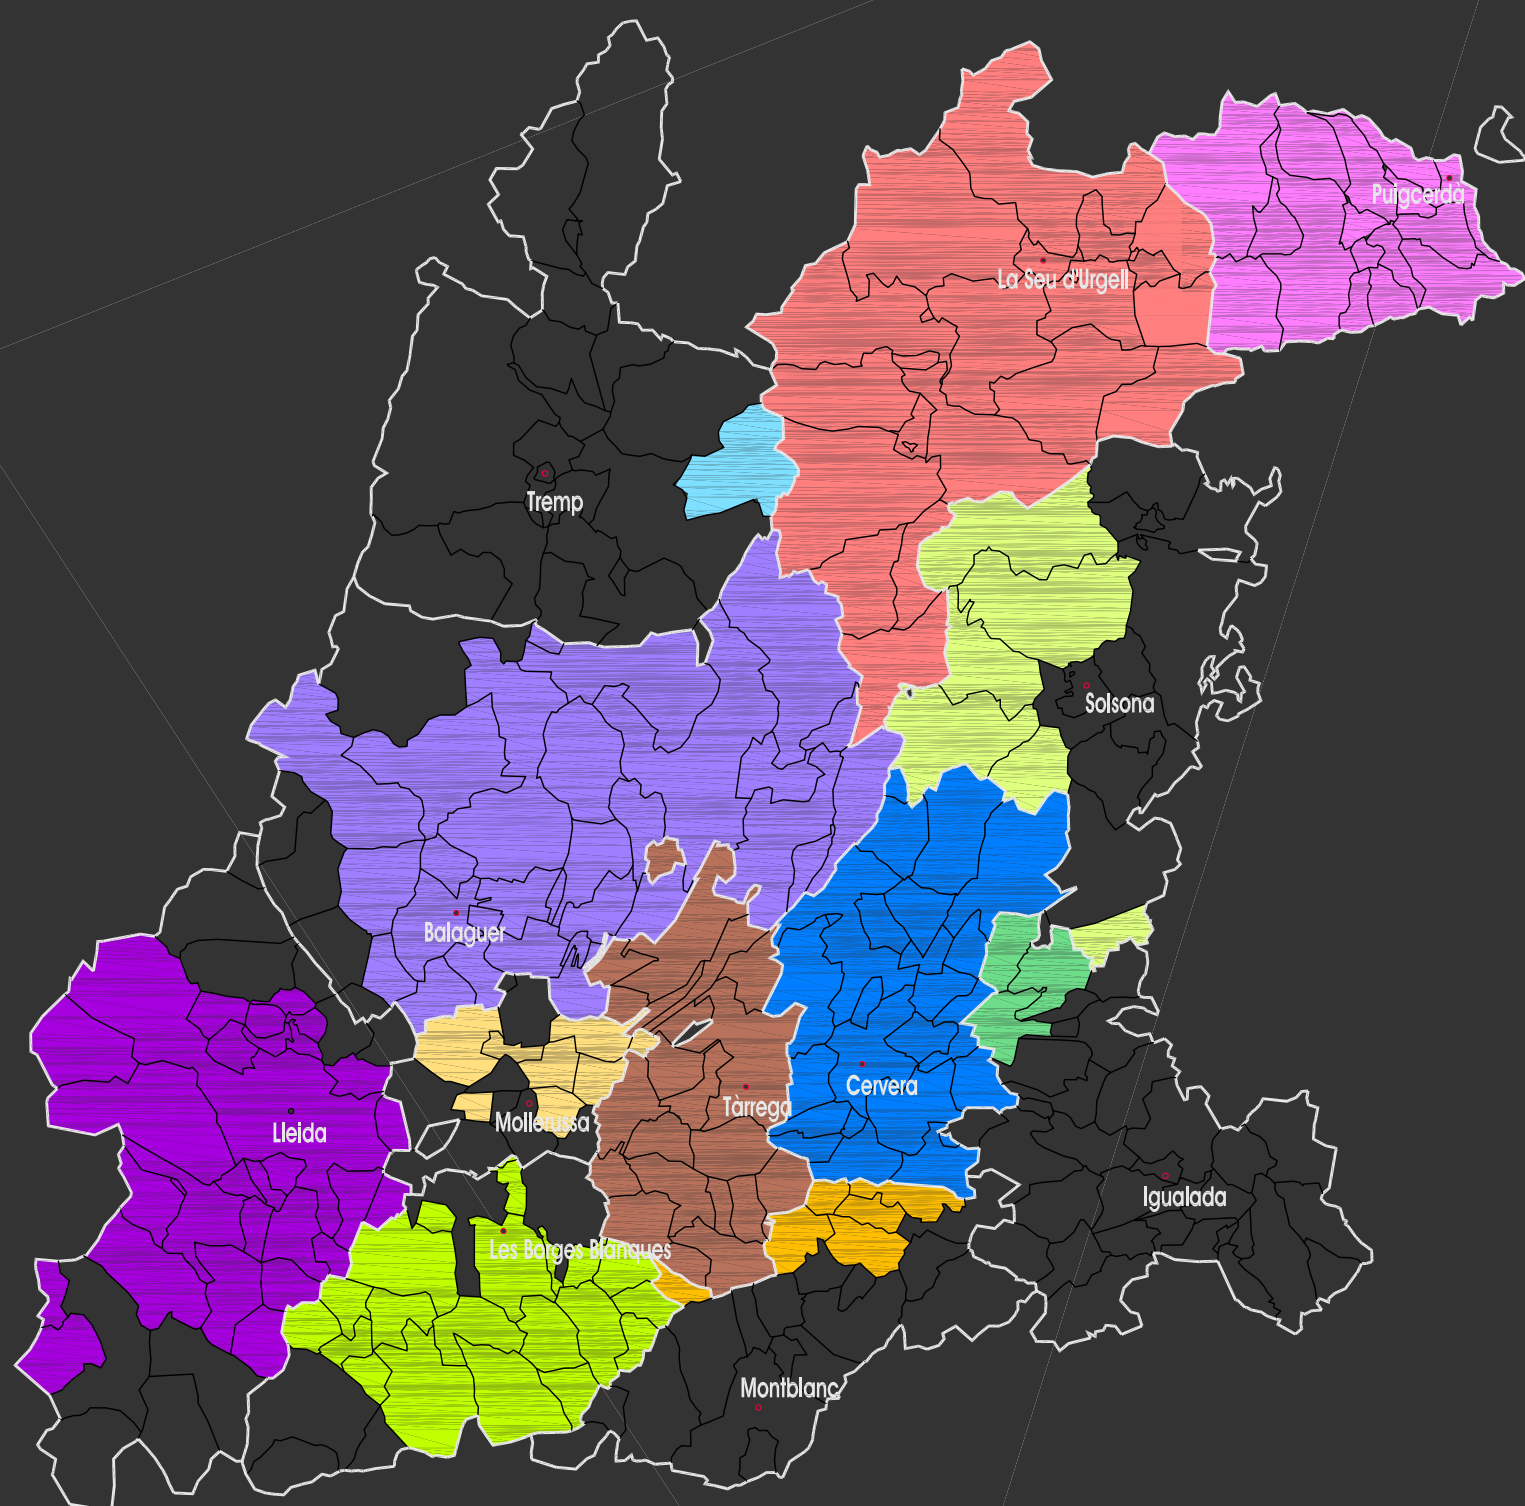 Puigcerdà
La Seu d'Urgell
Tremp
Solsona
Balaguer
Cervera
Tàrrega
Mollerussa
Lleida
Igualada
Les Borges Blanques
Montblanc